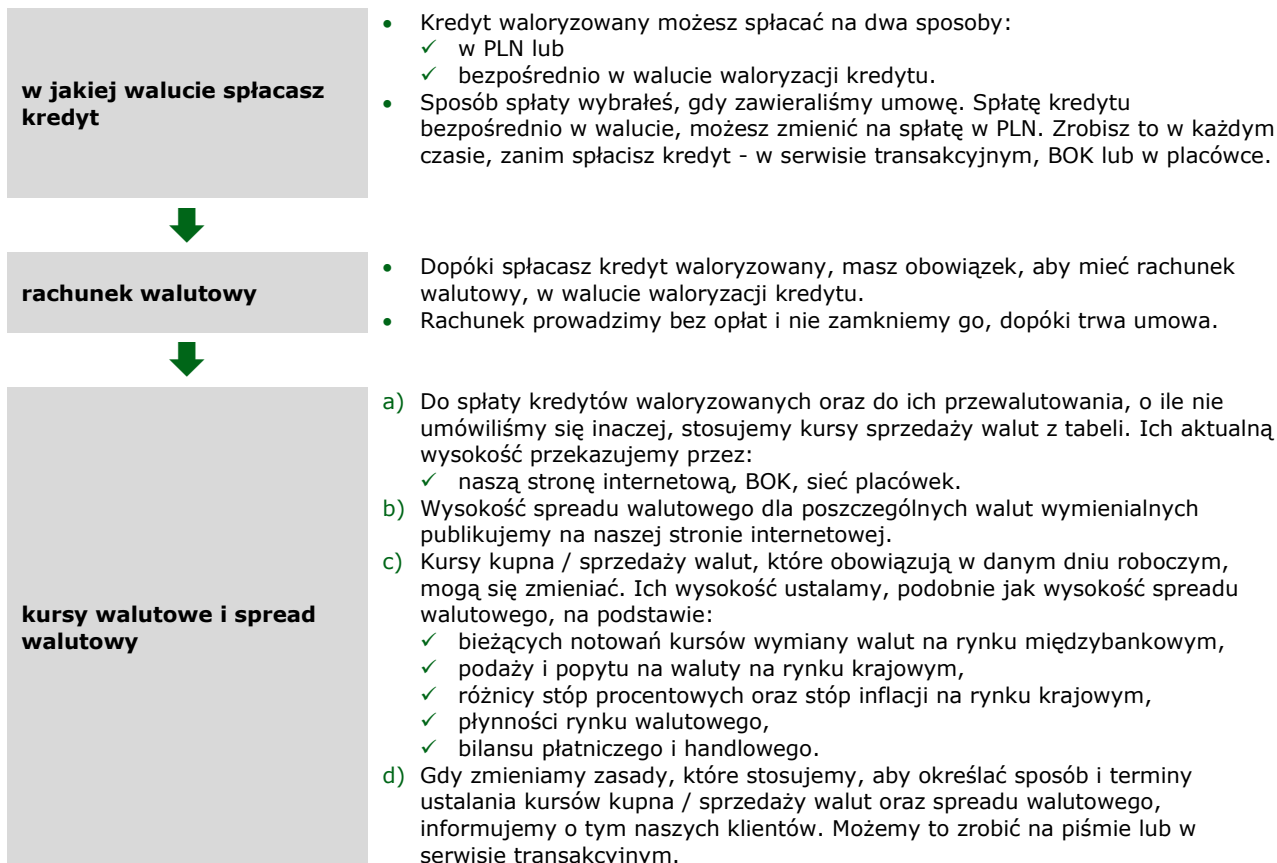 w jakiej walucie spłacasz
kredyt
• Kredyt waloryzowany możesz spłacać na dwa sposoby:
✓ w PLN lub
✓ bezpośrednio w walucie waloryzacji kredytu.
• Sposób spłaty wybrałeś, gdy zawieraliśmy umowę. Spłatę kredytu
bezpośrednio w walucie, możesz zmienić na spłatę w PLN. Zrobisz to w każdym
czasie, zanim spłacisz kredyt - w serwisie transakcyjnym, BOK lub w placówce.
rachunek walutowy
• Dopóki spłacasz kredyt waloryzowany, masz obowiązek, aby mieć rachunek
walutowy, w walucie waloryzacji kredytu.
• Rachunek prowadzimy bez opłat i nie zamkniemy go, dopóki trwa umowa.
kursy walutowe i spread
walutowy
a) Do spłaty kredytów waloryzowanych oraz do ich przewalutowania, o ile nie
umówiliśmy się inaczej, stosujemy kursy sprzedaży walut z tabeli. Ich aktualną
wysokość przekazujemy przez:
✓ naszą stronę internetową, BOK, sieć placówek.
b) Wysokość spreadu walutowego dla poszczególnych walut wymienialnych
publikujemy na naszej stronie internetowej.
c) Kursy kupna / sprzedaży walut, które obowiązują w danym dniu roboczym,
mogą się zmieniać. Ich wysokość ustalamy, podobnie jak wysokość spreadu
walutowego, na podstawie:
✓ bieżących notowań kursów wymiany walut na rynku międzybankowym,
✓ podaży i popytu na waluty na rynku krajowym,
✓ różnicy stóp procentowych oraz stóp inflacji na rynku krajowym,
✓ płynności rynku walutowego,
✓ bilansu płatniczego i handlowego.
d) Gdy zmieniamy zasady, które stosujemy, aby określać sposób i terminy
ustalania kursów kupna / sprzedaży walut oraz spreadu walutowego,
informujemy o tym naszych klientów. Możemy to zrobić na piśmie lub w
serwisie transakcyjnym.